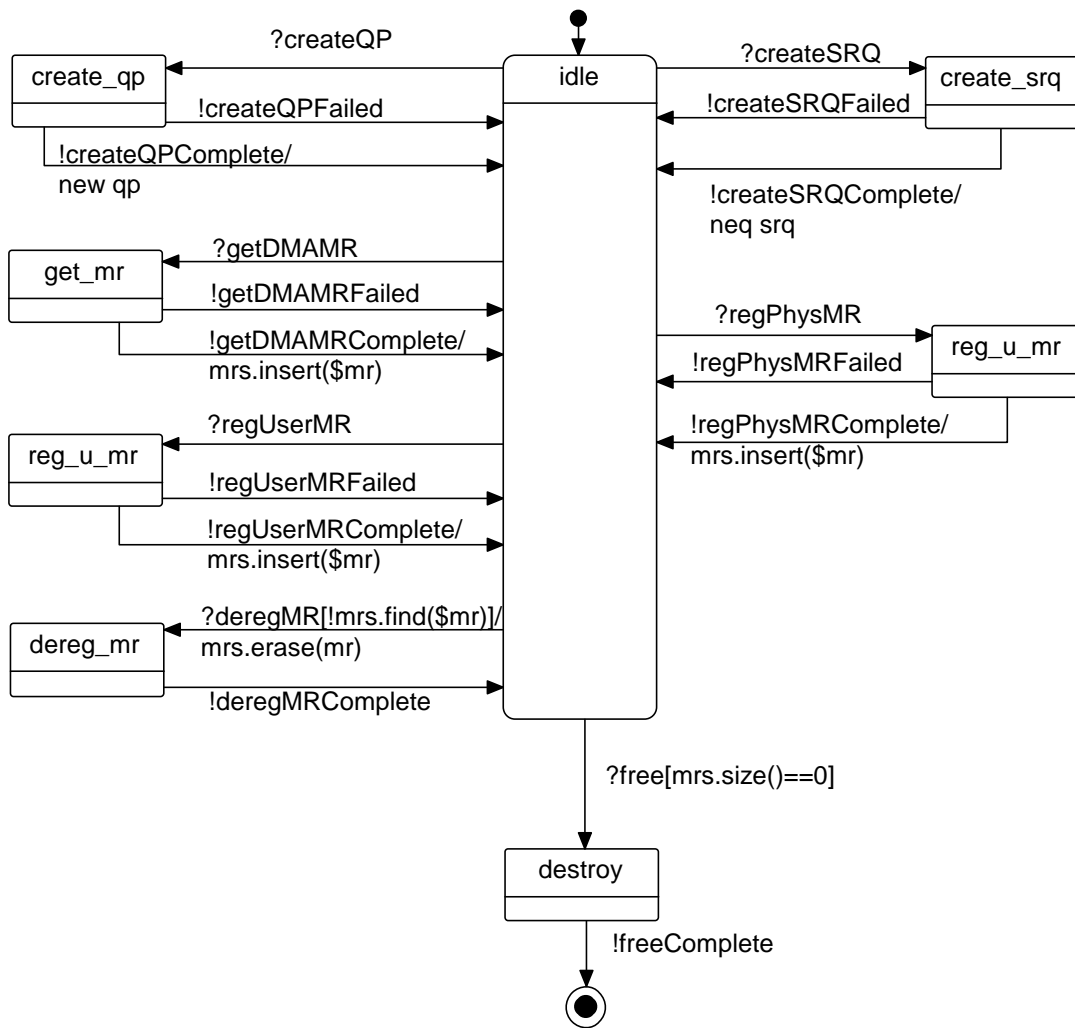 ?createQP
create_qp
!createQPFailed
!createQPComplete/
new qp
idle
?createSRQ
create_srq
!createSRQFailed
!createSRQComplete/
neq srq
?getDMAMR
get_mr
!getDMAMRFailed
!getDMAMRComplete/
mrs.insert($mr)
?regPhysMR
reg_u_mr
!regPhysMRFailed
!regPhysMRComplete/
mrs.insert($mr)
?regUserMR
reg_u_mr
!regUserMRFailed
!regUserMRComplete/
mrs.insert($mr)
?deregMR[!mrs.find($mr)]/
mrs.erase(mr)
dereg_mr
!deregMRComplete
?free[mrs.size()==0]
destroy
!freeComplete